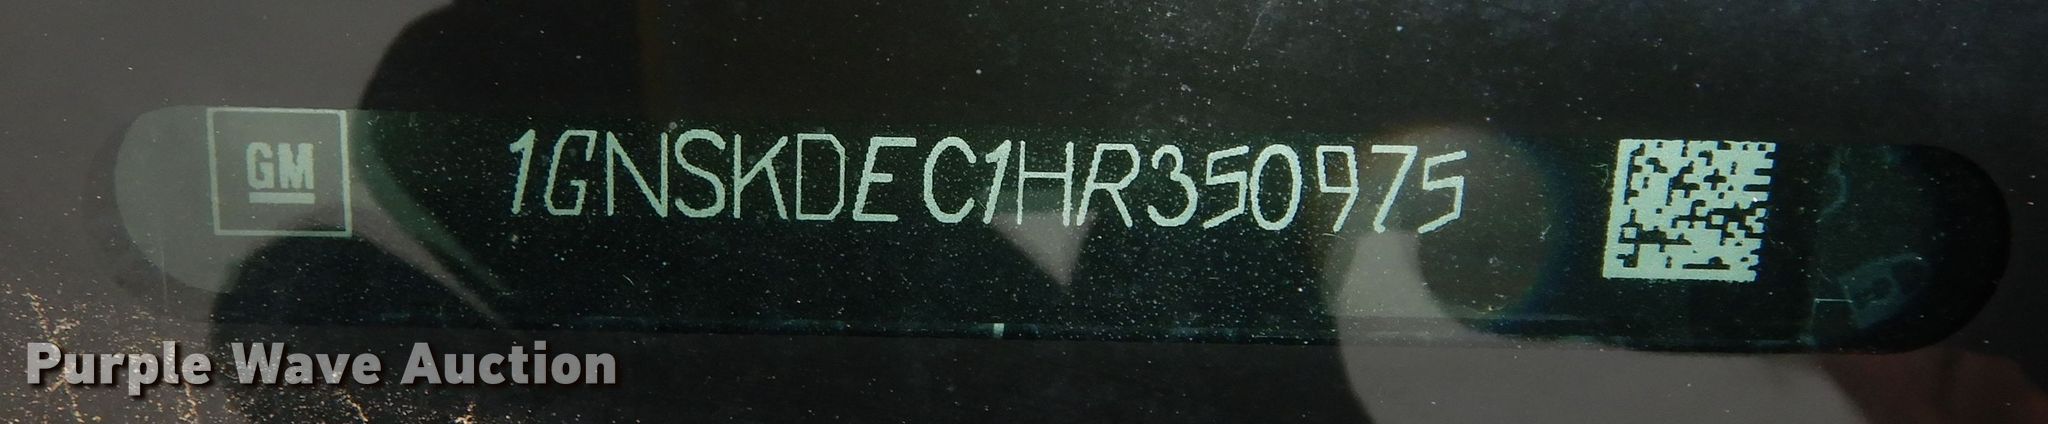 GM
1GNSKDEC1HR350975
Purple Wave Auction